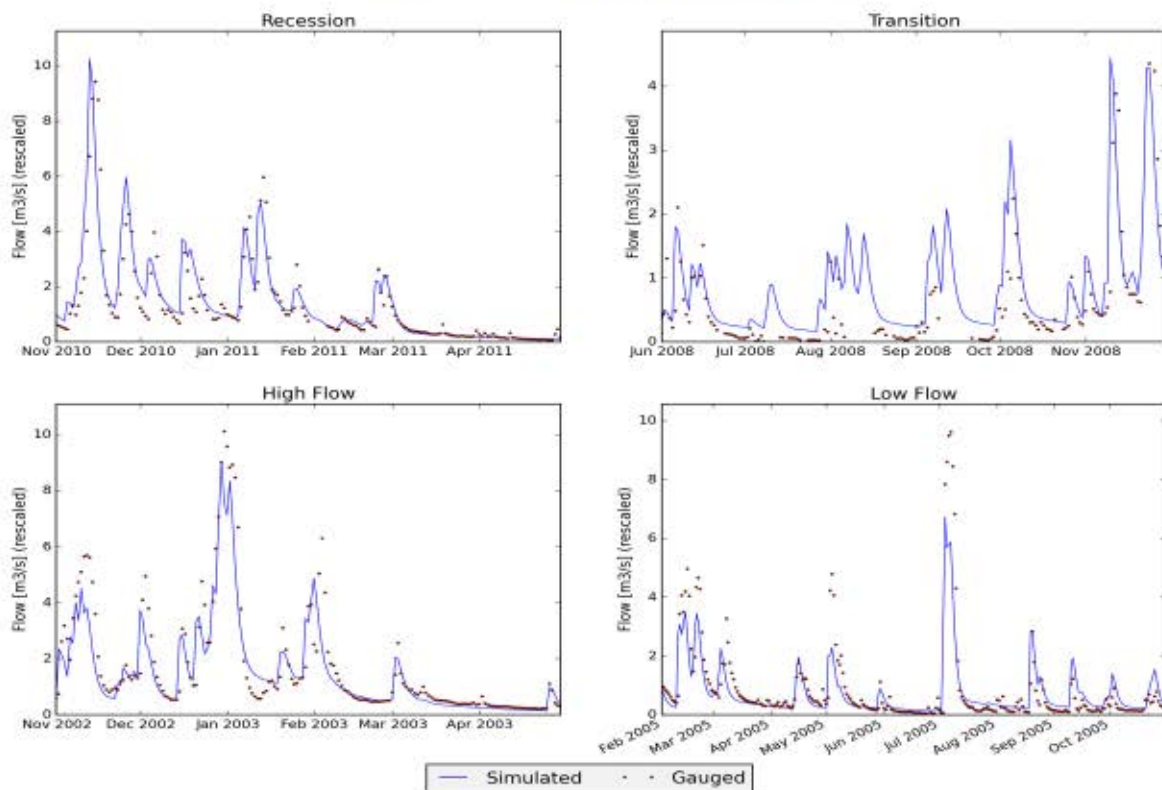 Recession
Transition
Flow [m3/s] (rescaled)
10
8
6
4
2
0
Nov 2010 Dec 2010 Jan 2011 Feb 2011 Mar 2011 Apr 2011
Flow [m3/s] (rescaled)
4
3
2
1
0
Jun 2008 Jul 2008 Aug 2008 Sep 2008 Oct 2008 Nov 2008
High Flow
Low Flow
Flow [m3/s] (rescaled)
10
8
6
4
2
0
Nov 2002 Dec 2002 Jan 2003 Feb 2003 Mar 2003 Apr 2003
Flow [m3/s] (rescaled)
10
8
6
4
2
0
Feb 2005 Mar 2005 Apr 2005 May 2005 Jun 2005 Jul 2005 Aug 2005 Sep 2005 Oct 2005
Simulated Gauged